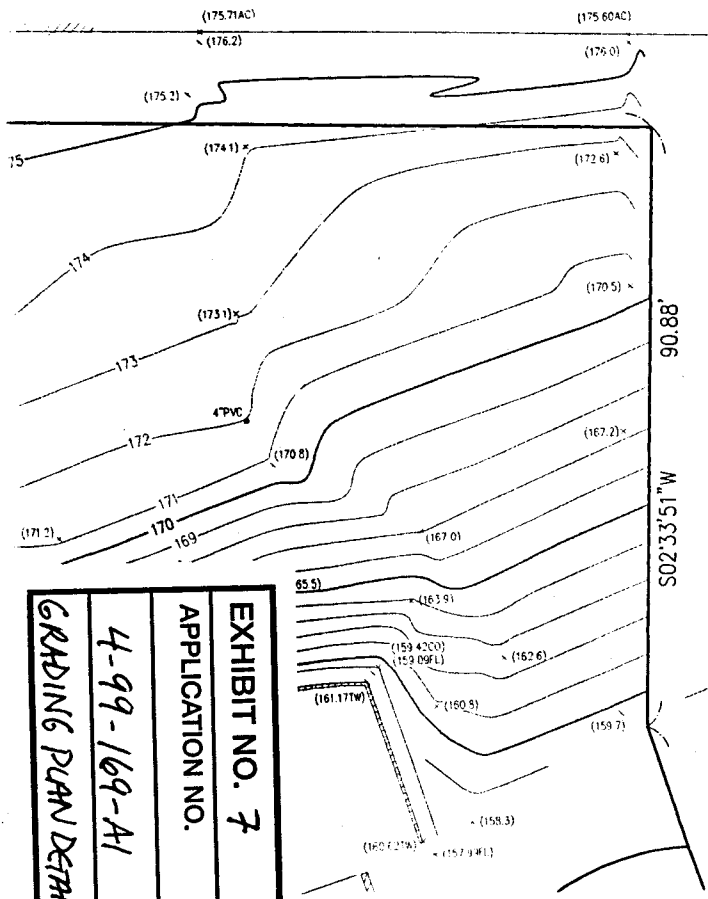 (175.71AC)
(175.60AC)
(176.2)
(176.0)
(175.2)
75
(174.1)
(172.6)
174
(170.5)
(173.1)
173
90.88'
4"PVC
172
(167.2)
(170.8)
171
(171.2)
170
169
(167.0)
S02°33'51"W
65.5)
(163.9)
(159.42CO)
(159.09FL)
(162.6)
(161.17TW)
(160.8)
(159.7)
(158.3)
EXHIBIT NO. 7
APPLICATION NO.
4-99-169-A1
GRADING PLAN DETAI